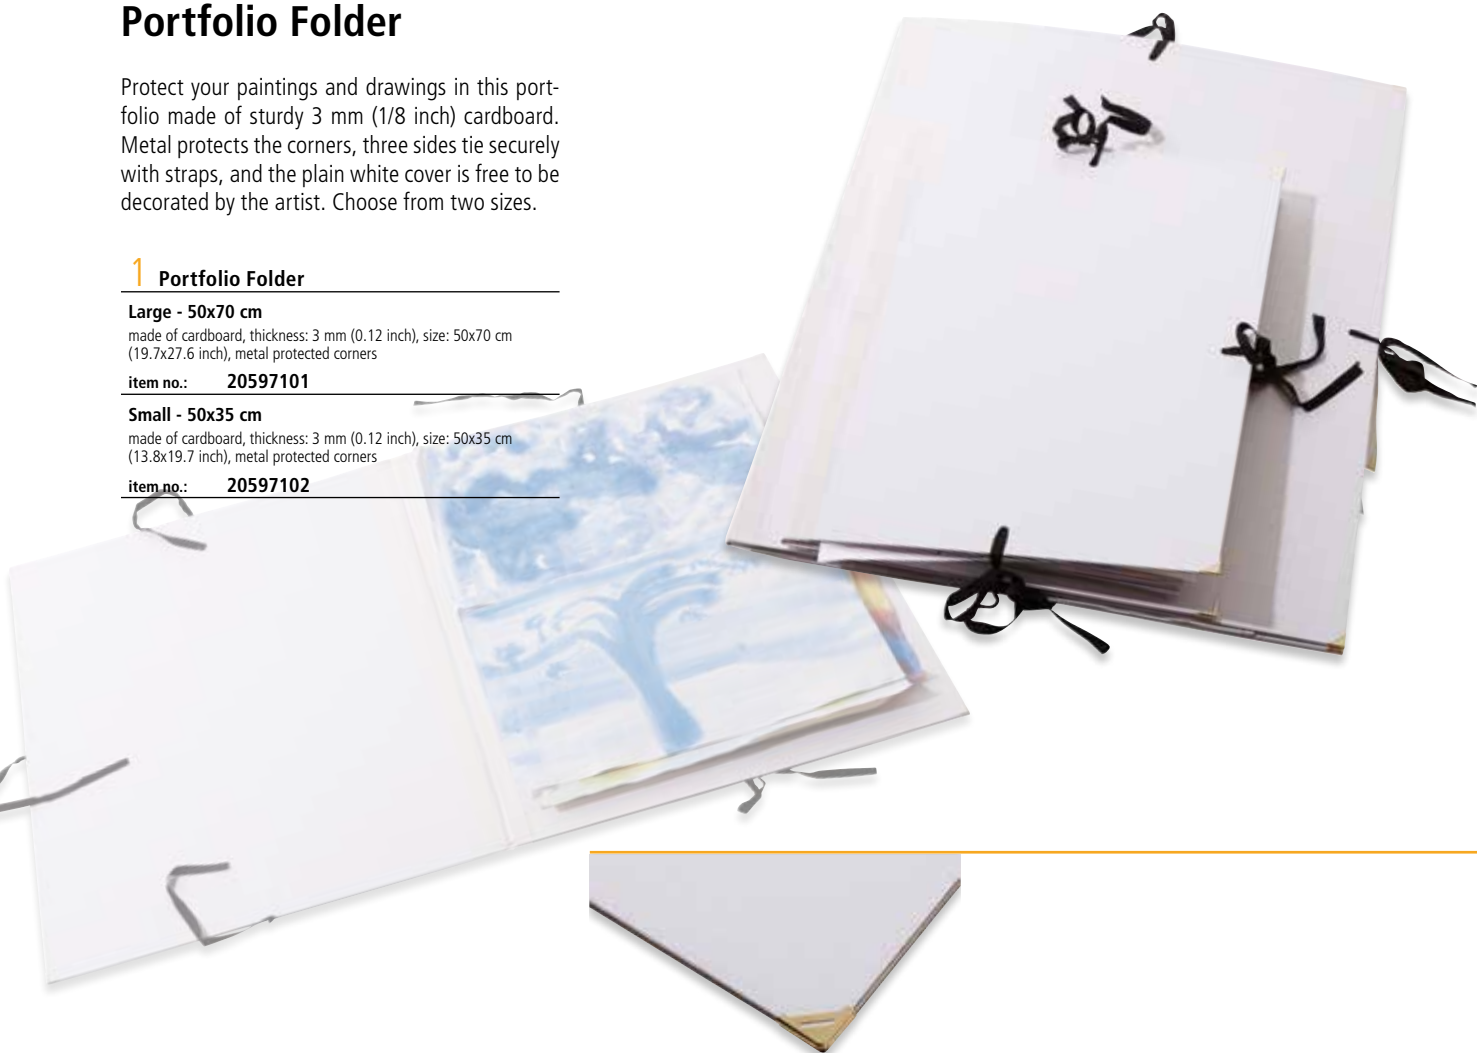 Portfolio Folder
Protect your paintings and drawings in this port-
folio made of sturdy 3 mm (1/8 inch) cardboard.
Metal protects the corners, three sides tie securely
with straps, and the plain white cover is free to be
decorated by the artist. Choose from two sizes.
1 Portfolio Folder
Large - 50x70 cm
made of cardboard, thickness: 3 mm (0.12 inch), size: 50x70 cm
(19.7x27.6 inch), metal protected corners
item no.: 20597101
Small - 50x35 cm
made of cardboard, thickness: 3 mm (0.12 inch), size: 50x35 cm
(13.8x19.7 inch), metal protected corners
item no.: 20597102